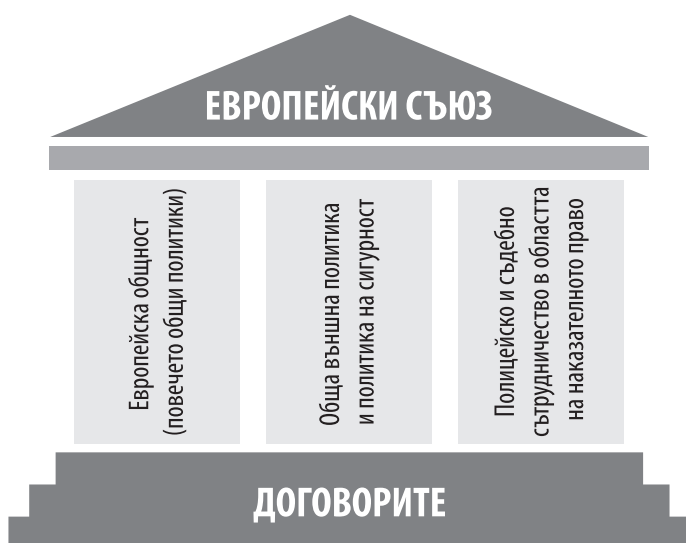 ЕВРОПЕЙСКИ СЪЮЗ
Европейска общност
(повечето общи политики)
Обща външна политика
и политика на сигурност
Полицейско и съдебно
сътрудничество в областта
на наказателното право
ДОГОВОРИТЕ